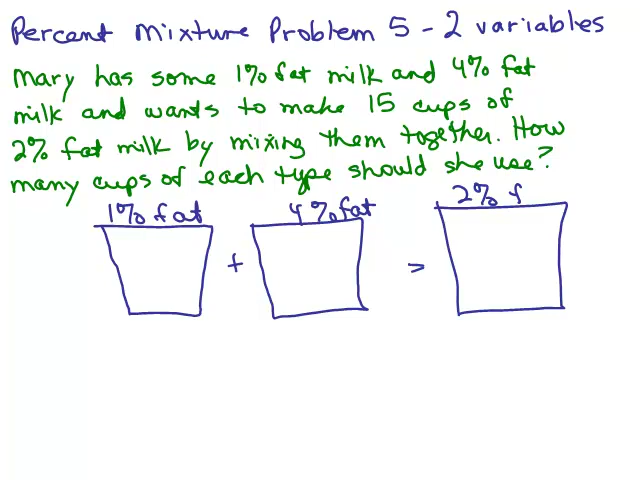 Percent Mixture Problem 5 - 2 variables
Mary has some 1% fat milk and 4% fat
milk and wants to make 15 cups of
2% fat milk by mixing them together. How
many cups of each type should she use?
1% fat 4% fat 2% f
+ =